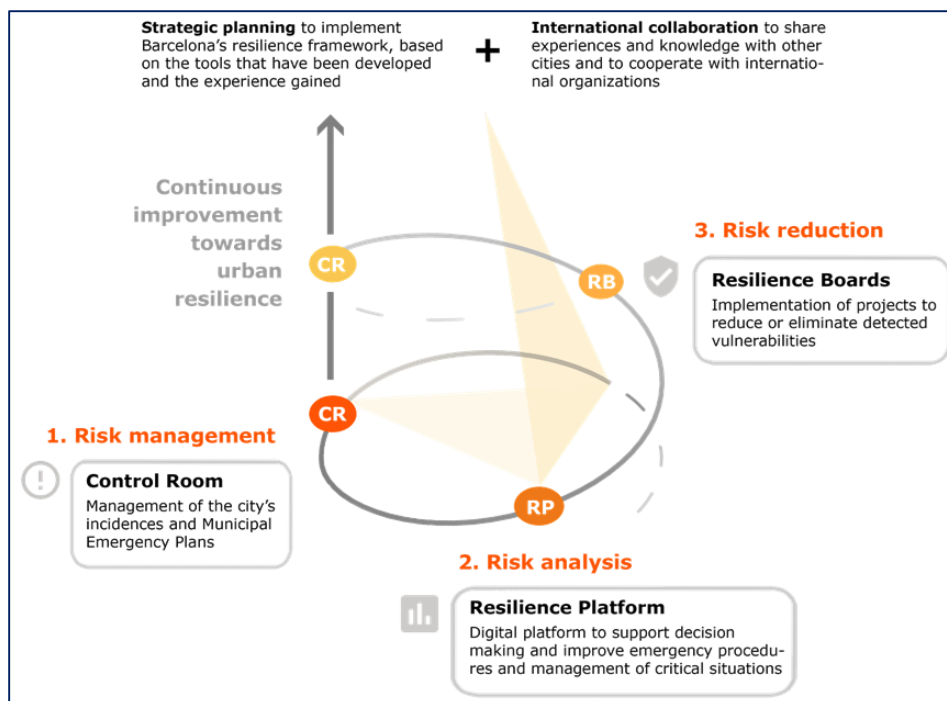 Strategic planning to implement
Barcelona's resilience framework, based
on the tools that have been developed
and the experience gained
+
International collaboration to share
experiences and knowledge with other
cities and to cooperate with internatio-
nal organizations
Continuous
improvement
towards
urban
resilience
CR
RB
3. Risk reduction
Resilience Boards
Implementation of projects to
reduce or eliminate detected
vulnerabilities
CR
1. Risk management
Control Room
Management of the city's
incidences and Municipal
Emergency Plans
RP
2. Risk analysis
Resilience Platform
Digital platform to support decision
making and improve emergency procedu-
res and management of critical situations